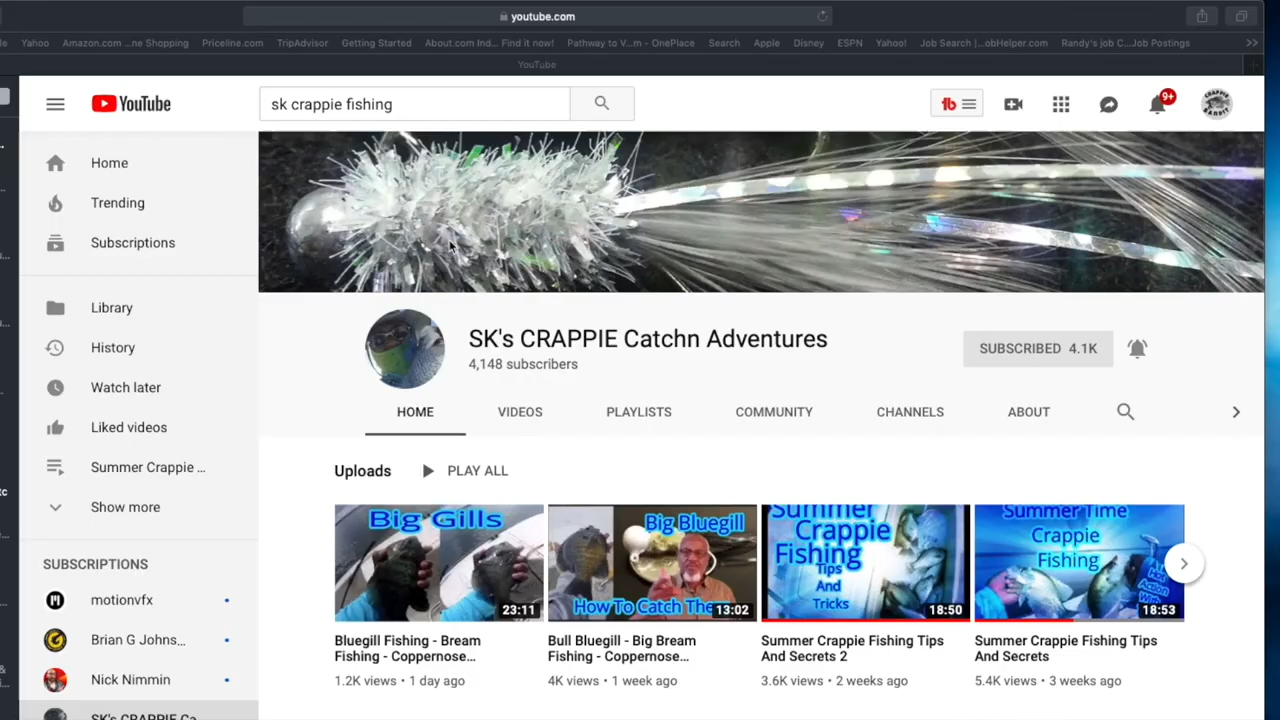 youtube.com
Yahoo Amazon.com ...ne Shopping Priceline.com TripAdvisor Getting Started About.com Ind... Find it now! Pathway to V...m - OnePlace Search Apple Disney ESPN Yahoo! Job Search |...obHelper.com Randy's job C...Job Postings >>
YouTube
YouTube
sk crappie fishing
tb
9+
CRAPPIE BANDIT
Home
Trending
Subscriptions
Library
History
Watch later
Liked videos
Summer Crappie ...
Show more
SUBSCRIPTIONS
motionvfx
Brian G Johns...
Nick Nimmin
SK's CRAPPIE Ca
SK's CRAPPIE Catchn Adventures
4,148 subscribers
SUBSCRIBED 4.1K
HOME VIDEOS PLAYLISTS COMMUNITY CHANNELS ABOUT
Uploads PLAY ALL
Big Gills
23:11
Bluegill Fishing - Bream
Fishing - Coppernose...
1.2K views • 1 day ago
Big Bluegill
How To Catch The
13:02
Bull Bluegill - Big Bream
Fishing - Coppernose...
4K views • 1 week ago
Summer
Crappie
Fishing
Tips
And
Tricks
18:50
Summer Crappie Fishing Tips
And Secrets 2
3.6K views • 2 weeks ago
Summer Time
Crappie
Fishing
18:53
Summer Crappie Fishing Tips
And Secrets
5.4K views • 3 weeks ago